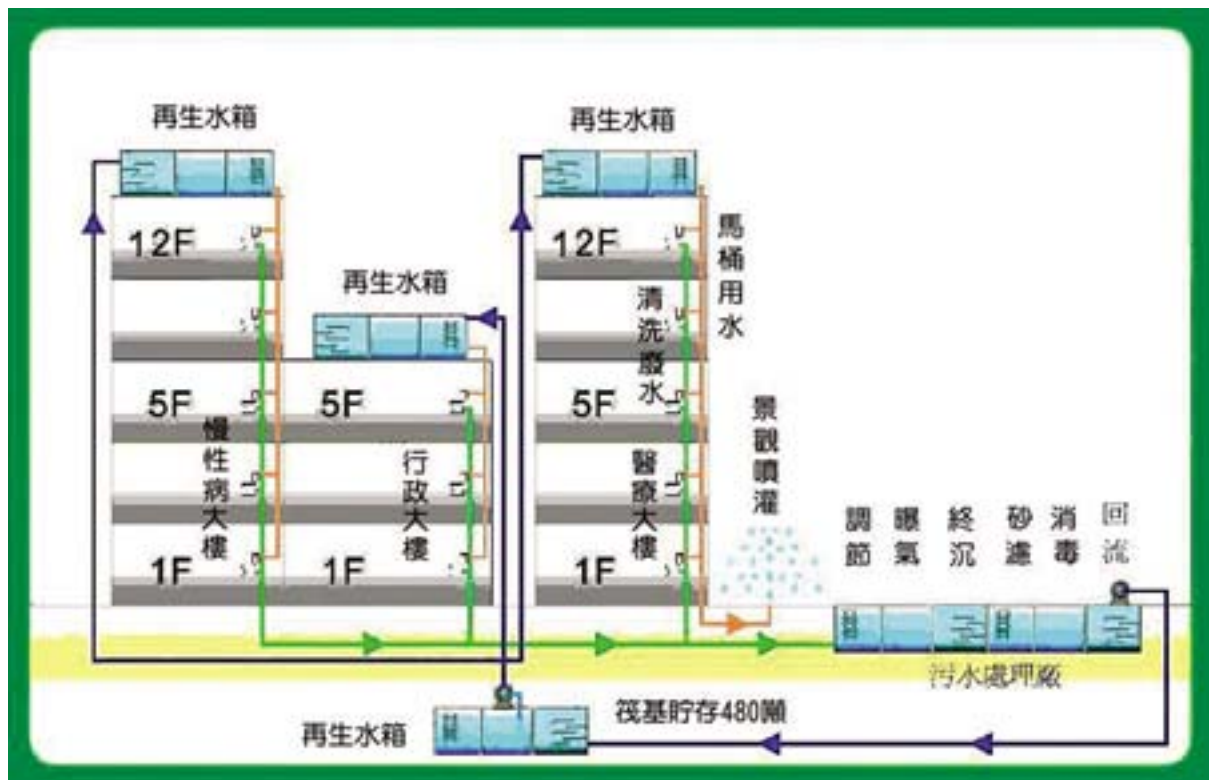 再生水箱
再生水箱
12F
12F
馬桶用水
再生水箱
清洗廢水
5F
5F
5F
慢性病大樓
行政大樓
醫療大樓
景觀噴灌
1F
1F
1F
調節
曝氣
終沉
砂濾
消毒
回流
污水處理廠
再生水箱
筏基貯存480噸